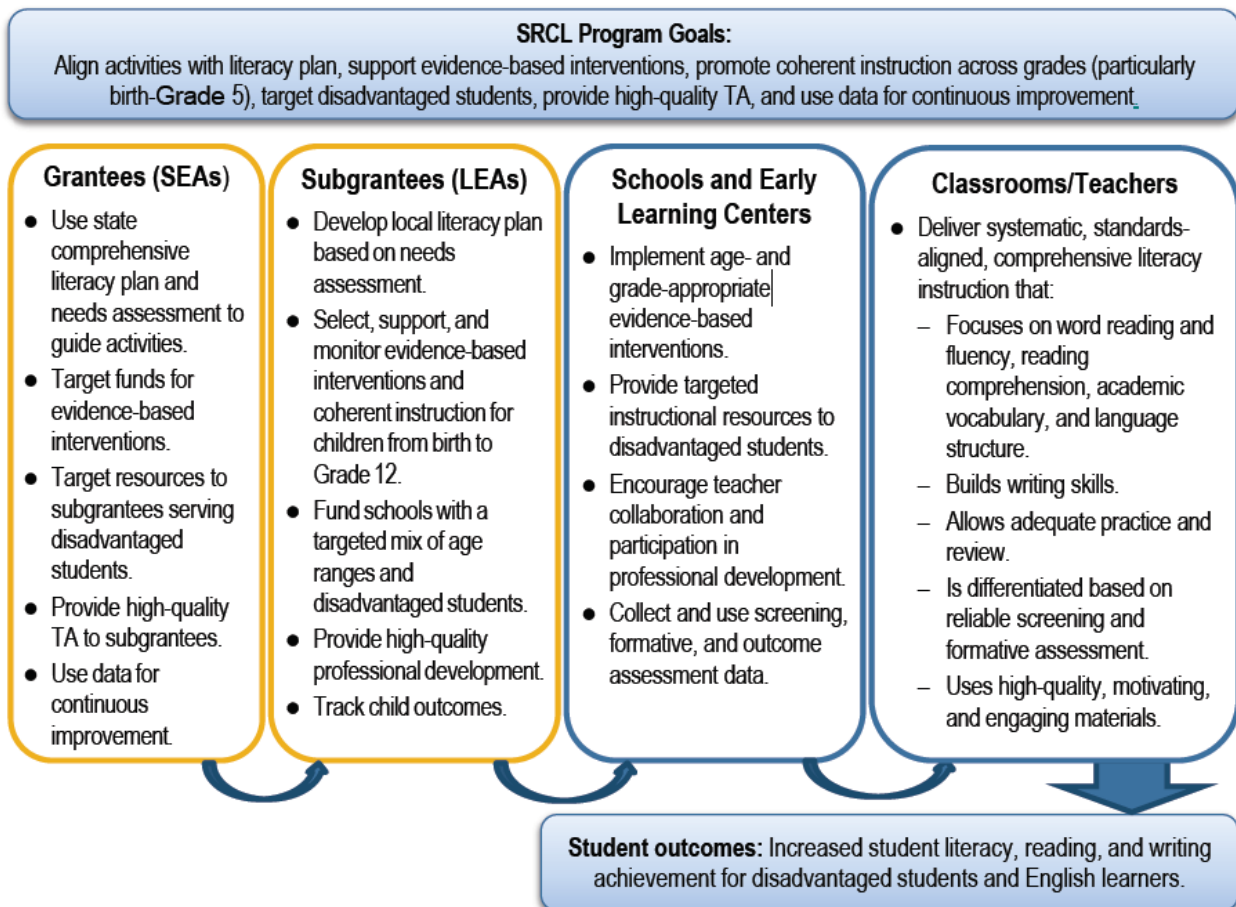 SRCL Program Goals:
Align activities with literacy plan, support evidence-based interventions, promote coherent instruction across grades (particularly
birth-Grade 5), target disadvantaged students, provide high-quality TA, and use data for continuous improvement.
Grantees (SEAs)
● Use state
comprehensive
literacy plan and
needs assessment to
guide activities.
● Target funds for
evidence-based
interventions.
● Target resources to
subgrantees serving
disadvantaged
students.
● Provide high-quality
TA to subgrantees.
● Use data for
continuous
improvement.
Subgrantees (LEAs)
● Develop local literacy plan
based on needs
assessment.
● Select, support, and
monitor evidence-based
interventions and
coherent instruction for
children from birth to
Grade 12.
● Fund schools with a
targeted mix of age
ranges and
disadvantaged students.
● Provide high-quality
professional development.
● Track child outcomes.
Schools and Early
Learning Centers
● Implement age- and
grade-appropriate
evidence-based
interventions.
● Provide targeted
instructional resources to
disadvantaged students.
● Encourage teacher
collaboration and
participation in
professional development.
● Collect and use screening,
formative, and outcome
assessment data.
Classrooms/Teachers
● Deliver systematic, standards-
aligned, comprehensive literacy
instruction that:
– Focuses on word reading and
fluency, reading
comprehension, academic
vocabulary, and language
structure.
– Builds writing skills.
– Allows adequate practice and
review.
– Is differentiated based on
reliable screening and
formative assessment.
– Uses high-quality, motivating,
and engaging materials.
Student outcomes: Increased student literacy, reading, and writing
achievement for disadvantaged students and English learners.